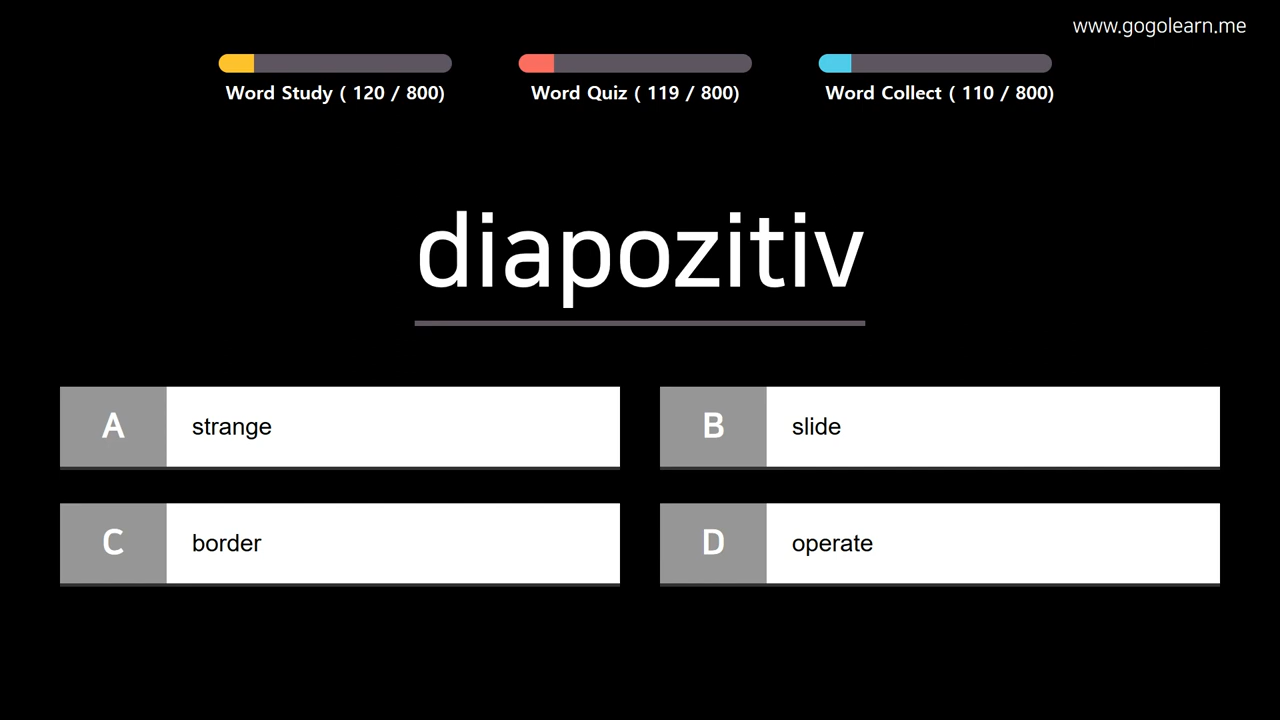 www.gogolearn.me
Word Study ( 120 / 800)
Word Quiz ( 119 / 800)
Word Collect ( 110 / 800)
diapozitiv
A strange
B slide
C border
D operate